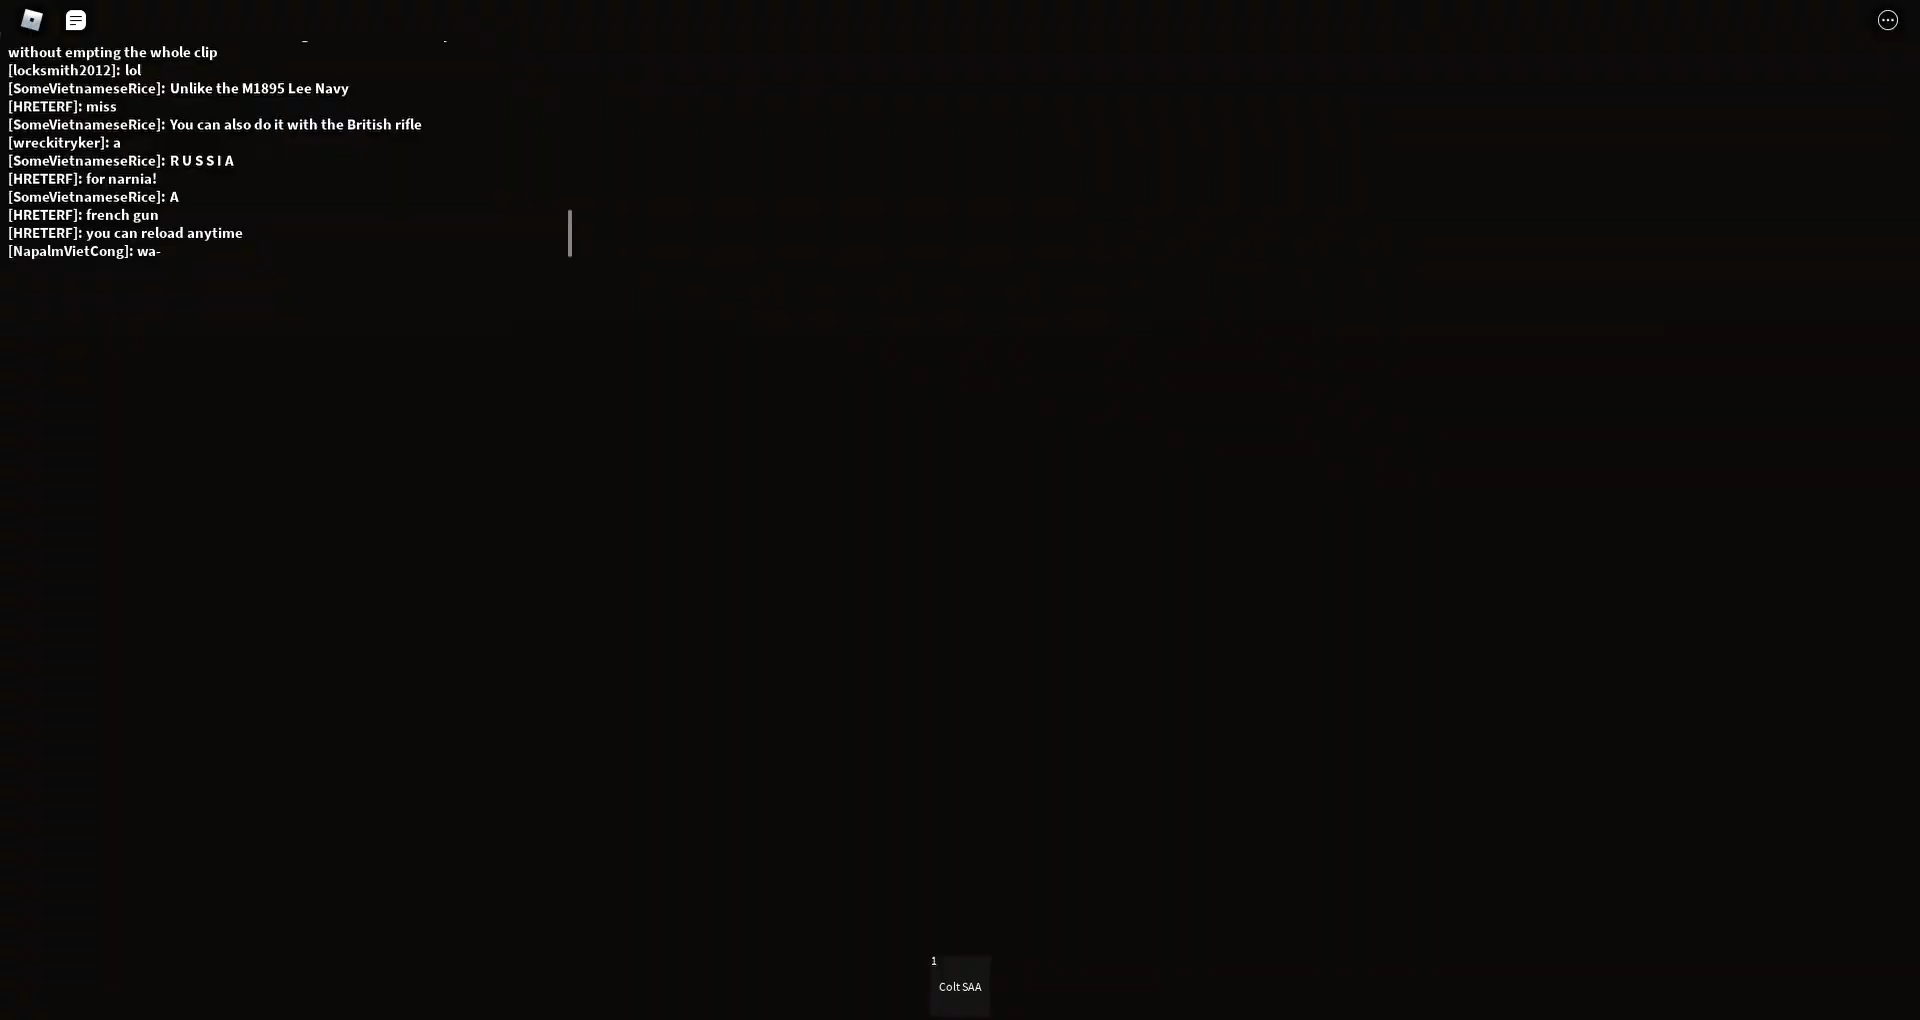 without empting the whole clip
[locksmith2012]: lol
[SomeVietnameseRice]: Unlike the M1895 Lee Navy
[HRETERF]: miss
[SomeVietnameseRice]: You can also do it with the British rifle
[wreckitryker]: a
[SomeVietnameseRice]: R U S S I A
[HRETERF]: for narnia!
[SomeVietnameseRice]: A
[HRETERF]: french gun
[HRETERF]: you can reload anytime
[NapalmVietCong]: wa-
1
Colt SAA